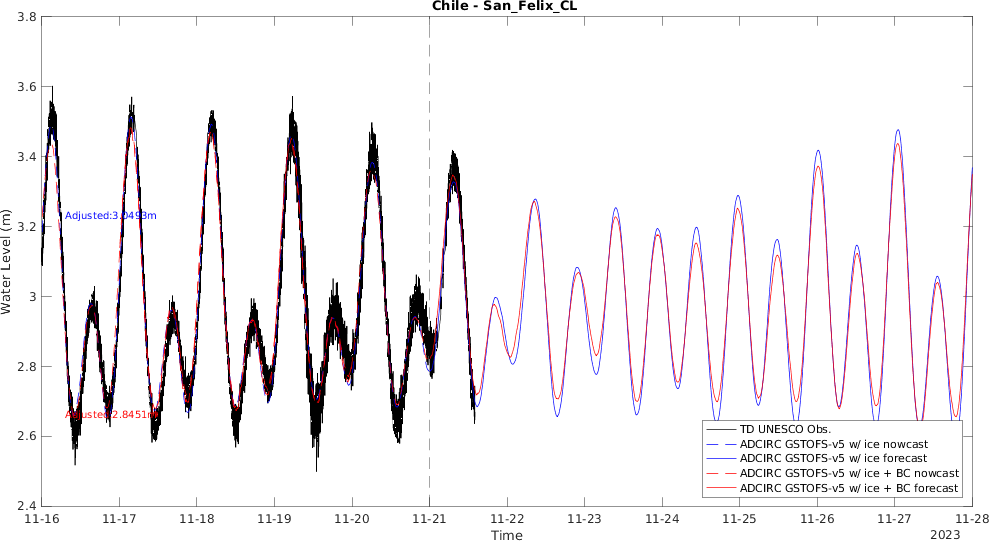 Chile - San_Felix_CL
3.8
3.6
3.4
3.2
3
2.8
2.6
2.4
Water Level (m)
Adjusted:3.0493m
Adjusted:2.8451m
TD UNESCO Obs.
ADCIRC GSTOFS-v5 w/ ice nowcast
ADCIRC GSTOFS-v5 w/ ice forecast
ADCIRC GSTOFS-v5 w/ ice + BC nowcast
ADCIRC GSTOFS-v5 w/ ice + BC forecast
11-16 11-17 11-18 11-19 11-20 11-21 11-22 11-23 11-24 11-25 11-26 11-27 11-28
Time
2023